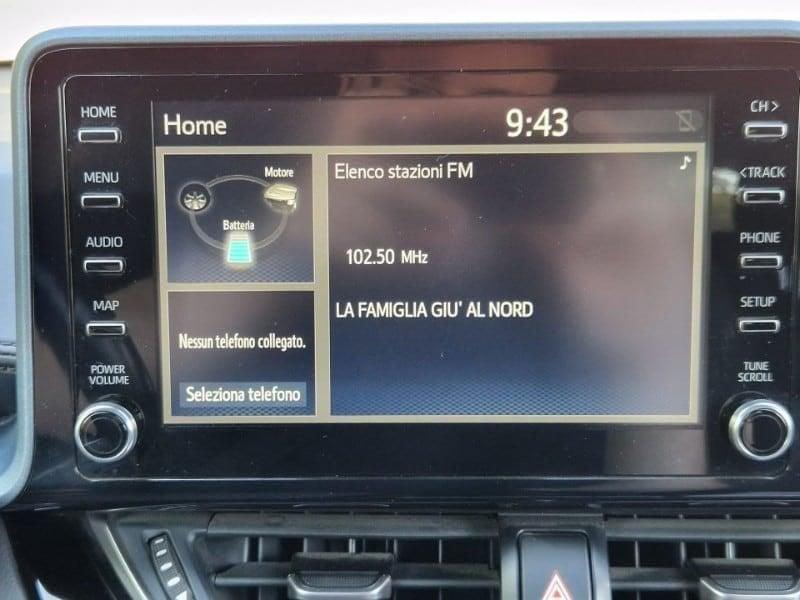 HOME
MENU
AUDIO
MAP
POWER
VOLUME
Home
9:43
Motore
Batteria
Nessun telefono collegato.
Seleziona telefono
Elenco stazioni FM
102.50 MHz
LA FAMIGLIA GIU' AL NORD
CH >
< TRACK
PHONE
SETUP
TUNE
SCROLL